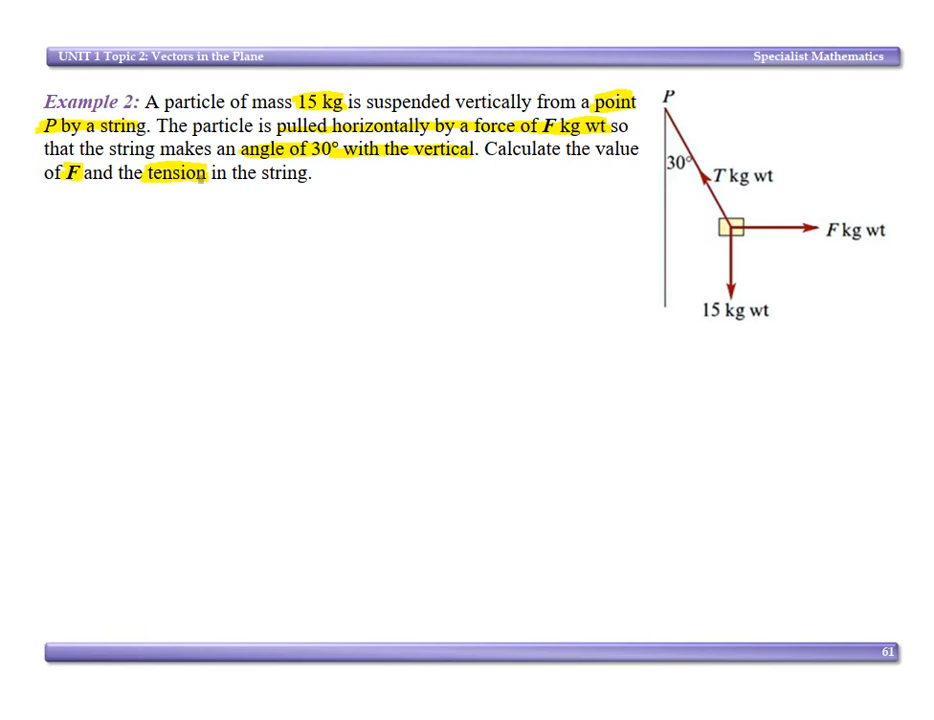 UNIT 1 Topic 2: Vectors in the Plane
Specialist Mathematics
Example 2: A particle of mass 15 kg is suspended vertically from a point
P by a string. The particle is pulled horizontally by a force of F kg wt so
that the string makes an angle of 30° with the vertical. Calculate the value
of F and the tension in the string.
P
30°
T kg wt
F kg wt
15 kg wt
61